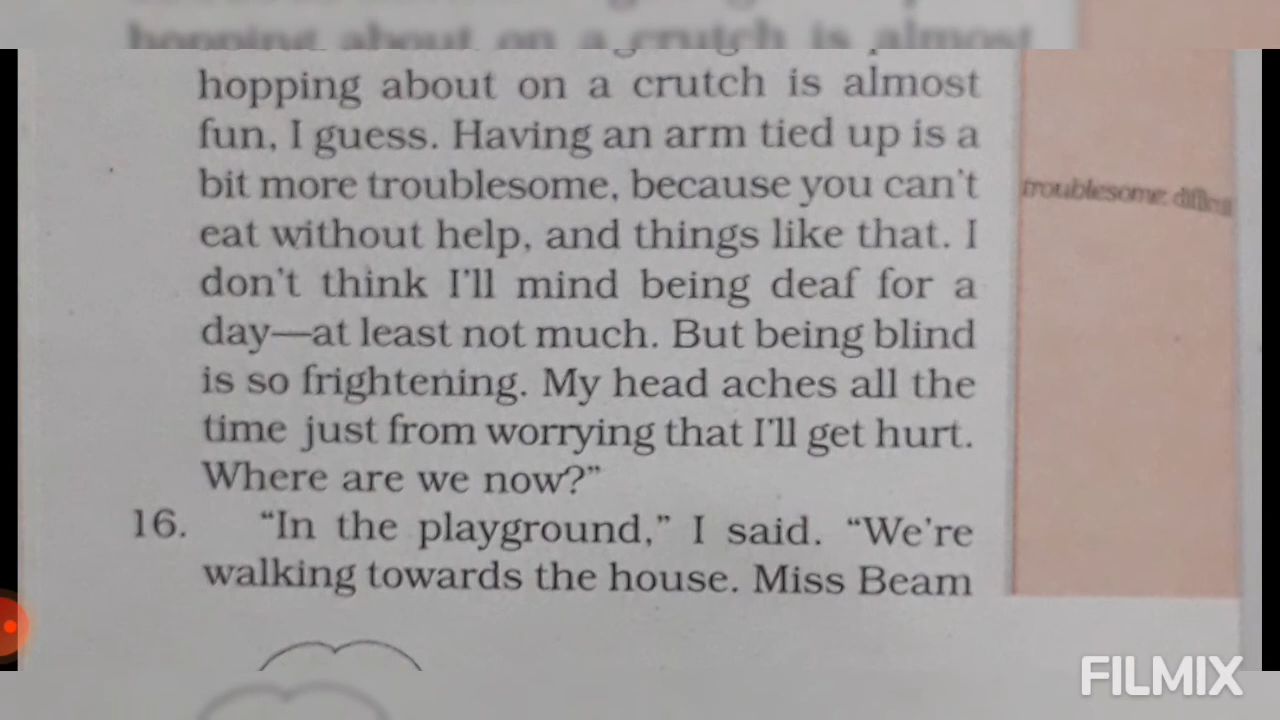 hopping about on a crutch is almost
hopping about on a crutch is almost
fun, I guess. Having an arm tied up is a
bit more troublesome, because you can't
troublesome:
eat without help, and things like that. I
don't think I'll mind being deaf for a
day—at least not much. But being blind
is so frightening. My head aches all the
time just from worrying that I'll get hurt.
Where are we now?”
16. “In the playground,” I said. “We're
walking towards the house. Miss Beam
FILMIX